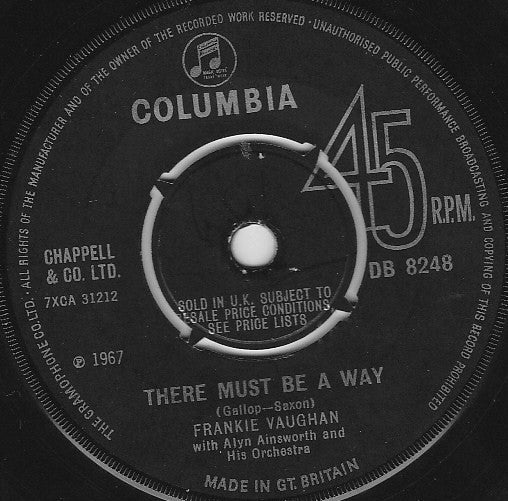 ALL RIGHTS OF THE MANUFACTURER AND OF THE OWNER OF THE RECORDED WORK RESERVED · UNAUTHORISED PUBLIC PERFORMANCE BROADCASTING AND COPYING OF THIS RECORD PROHIBITED
THE GRAMOPHONE CO. LTD.
COLUMBIA
45
R.P.M.
CHAPPELL
& CO. LTD.
DB 8248
7XCA 31212
SOLD IN U.K. SUBJECT TO
RESALE PRICE CONDITIONS,
SEE PRICE LISTS
℗ 1967
THERE MUST BE A WAY
(Gallop—Saxon)
FRANKIE VAUGHAN
with Alyn Ainsworth and
His Orchestra
MADE IN GT. BRITAIN